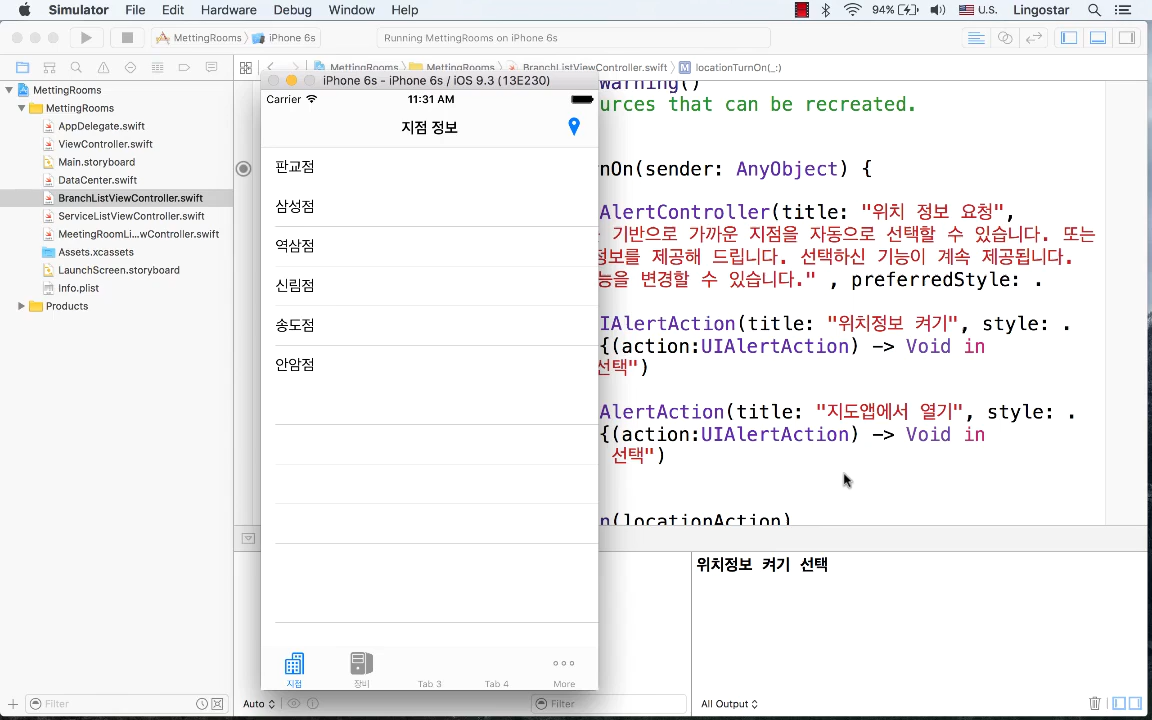 Simulator File Edit Hardware Debug Window Help 94% U.S. Lingostar
MettingRooms iPhone 6s Running MettingRooms on iPhone 6s
MettingRooms MettingRooms BranchListViewController.swift locationTurnOn(_:)
MettingRooms
MettingRooms
AppDelegate.swift
ViewController.swift
Main.storyboard
DataCenter.swift
BranchListViewController.swift
ServiceListViewController.swift
MeetingRoomLi...wController.swift
Assets.xcassets
LaunchScreen.storyboard
Info.plist
Products
iPhone 6s - iPhone 6s / iOS 9.3 (13E230)
Carrier 11:31 AM
지점 정보
판교점
삼성점
역삼점
신림점
송도점
안암점
지점 장비 Tab 3 Tab 4 More
Warning()
urces that can be recreated.
nOn(sender: AnyObject) {
AlertController(title: "위치 정보 요청",
기반으로 가까운 지점을 자동으로 선택할 수 있습니다. 또는
정보를 제공해 드립니다. 선택하신 기능이 계속 제공됩니다.
능을 변경할 수 있습니다." , preferredStyle: .
IAlertAction(title: "위치정보 켜기", style: .
{(action:UIAlertAction) -> Void in
선택")
AlertAction(title: "지도앱에서 열기", style: .
{(action:UIAlertAction) -> Void in
선택")
n(locationAction)
위치정보 켜기 선택
Filter Auto Filter All Output